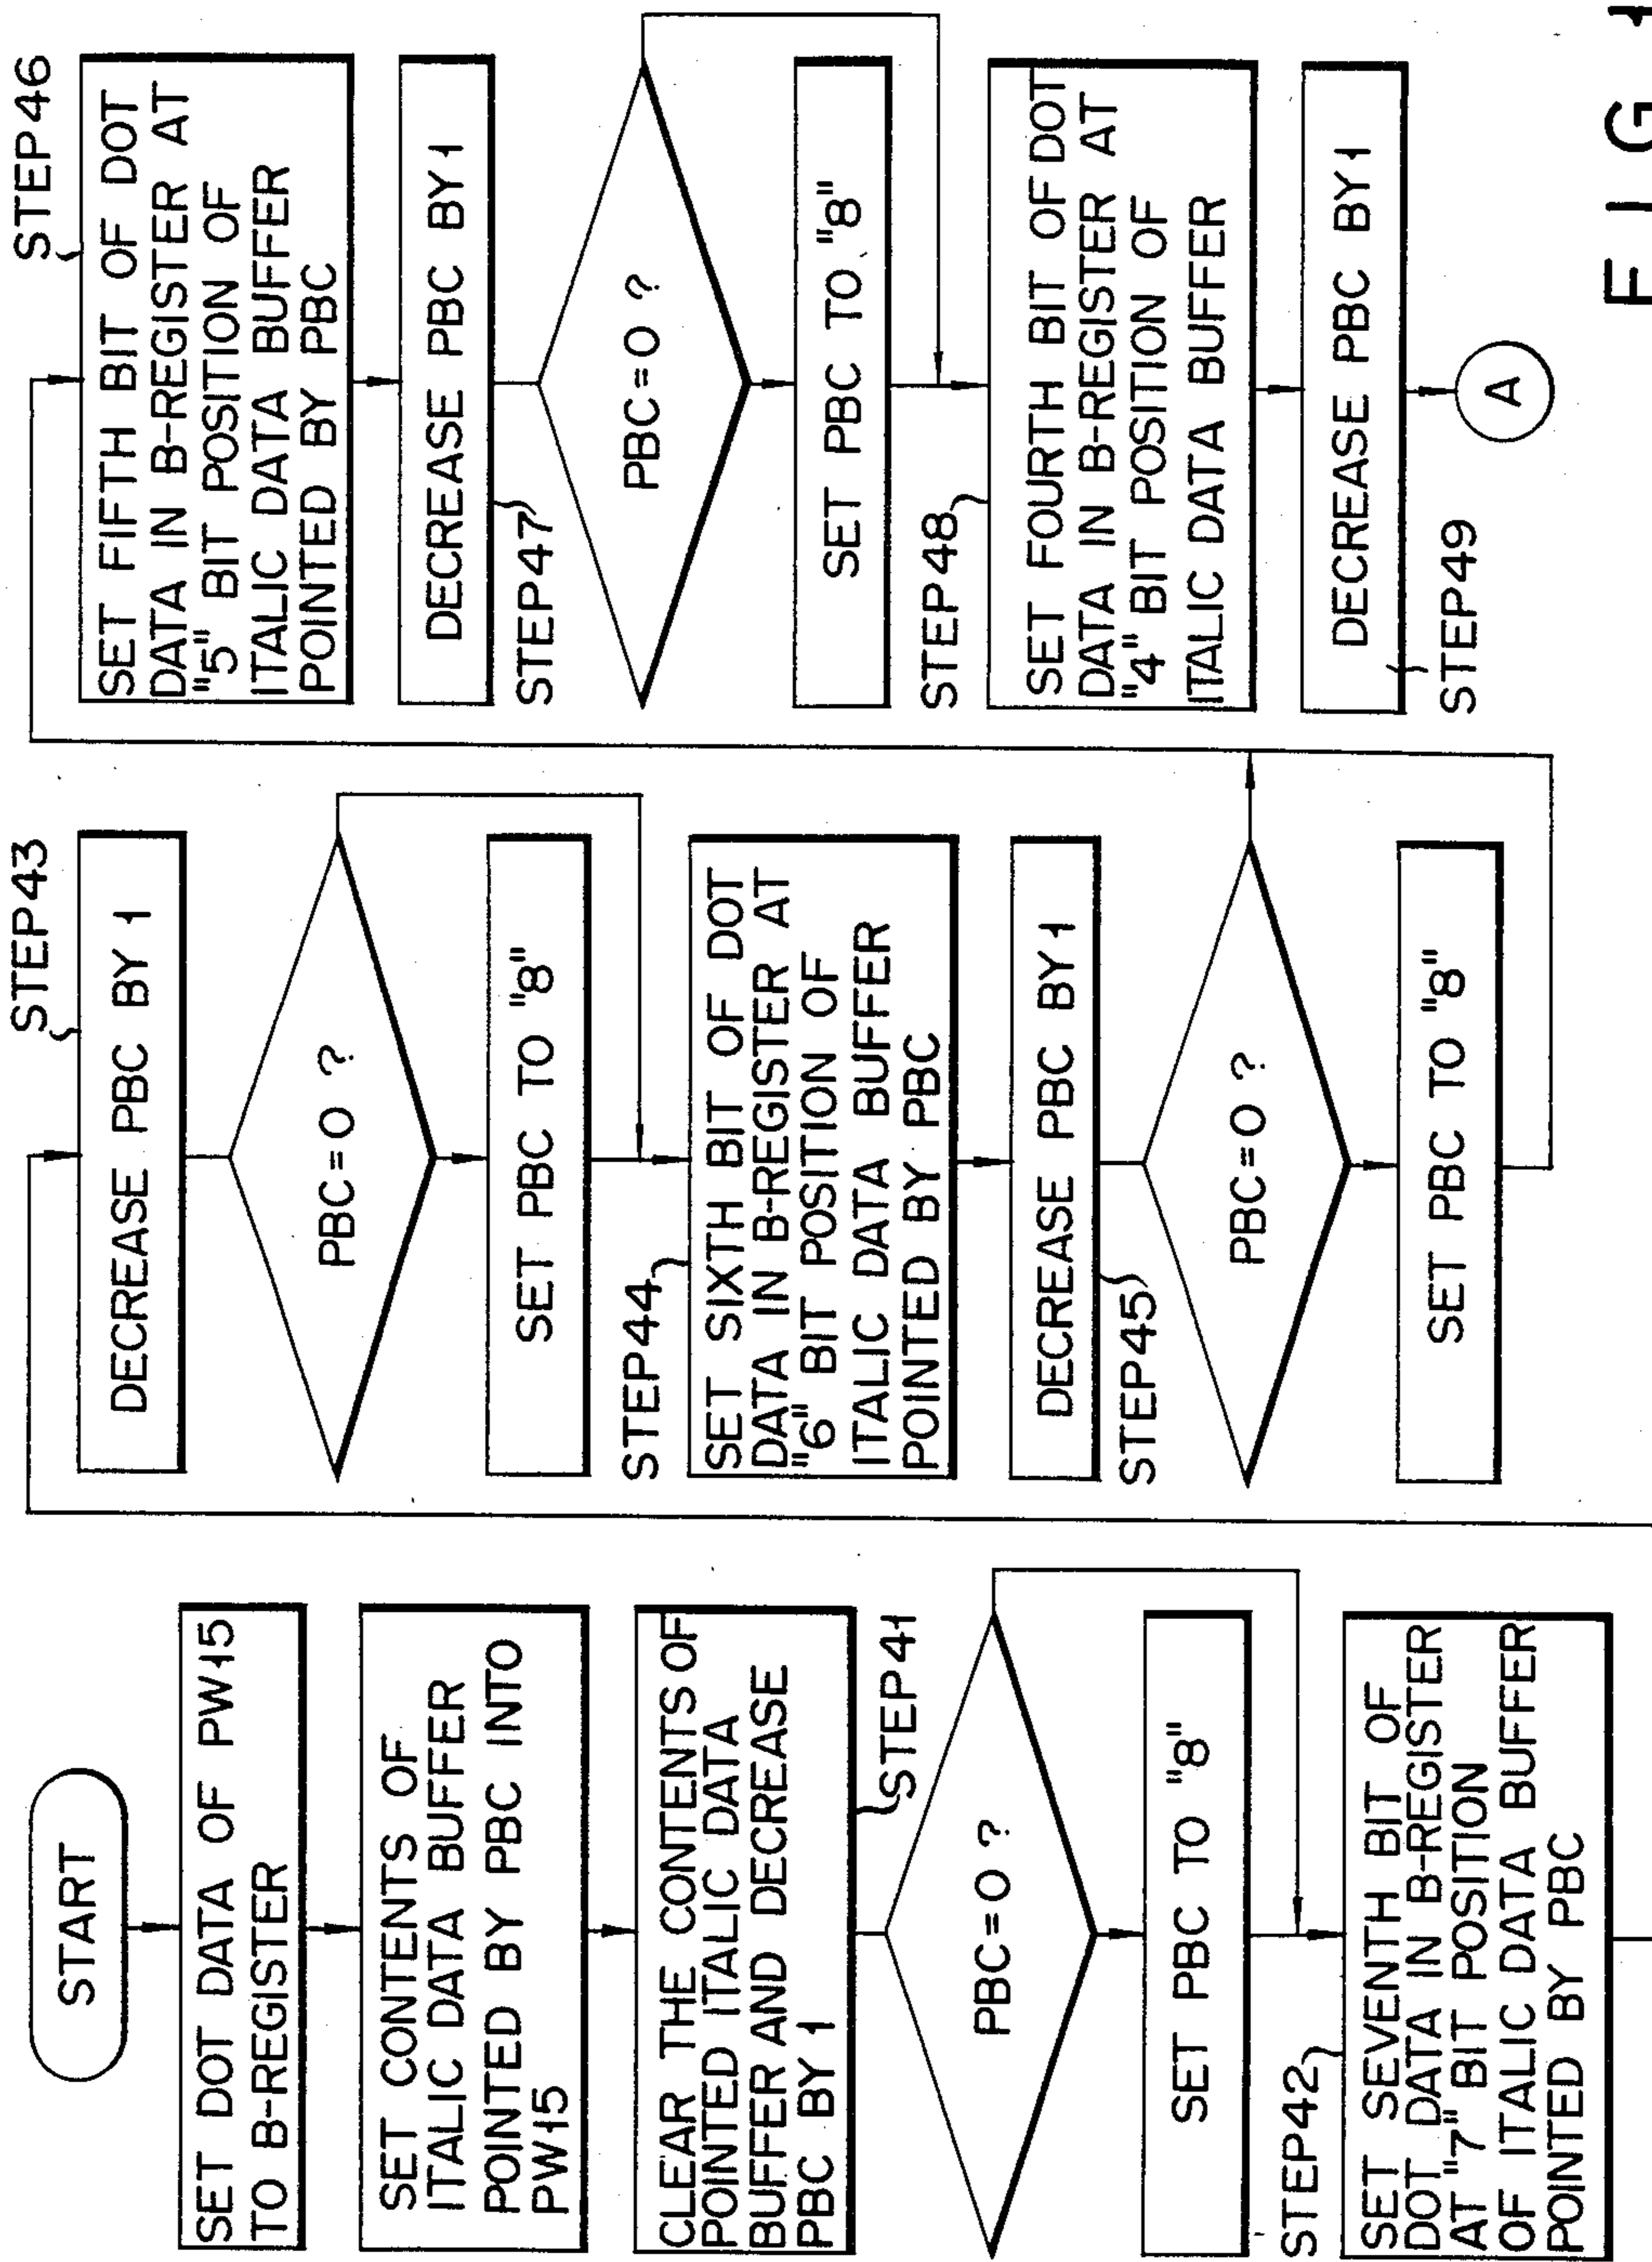 START
SET DOT DATA OF PW15
TO B-REGISTER
SET CONTENTS OF
ITALIC DATA BUFFER
POINTED BY PBC INTO
PW15
CLEAR THE CONTENTS OF
POINTED ITALIC DATA
BUFFER AND DECREASE
PBC BY 1
STEP41
PBC=0 ?
SET PBC TO "8"
STEP42
SET SEVENTH BIT OF
DOT DATA IN B-REGISTER
AT "7" BIT POSITION
OF ITALIC DATA BUFFER
POINTED BY PBC
STEP43
DECREASE PBC BY 1
PBC=0 ?
SET PBC TO "8"
STEP44
SET SIXTH BIT OF DOT
DATA IN B-REGISTER AT
"6" BIT POSITION OF
ITALIC DATA BUFFER
POINTED BY PBC
DECREASE PBC BY 1
STEP45
PBC=0 ?
SET PBC TO "8"
STEP46
SET FIFTH BIT OF DOT
DATA IN B-REGISTER AT
"5" BIT POSITION OF
ITALIC DATA BUFFER
POINTED BY PBC
DECREASE PBC BY 1
STEP47
PBC=0 ?
SET PBC TO "8"
STEP48
SET FOURTH BIT OF DOT
DATA IN B-REGISTER AT
"4" BIT POSITION OF
ITALIC DATA BUFFER
DECREASE PBC BY 1
STEP49
A
FIG